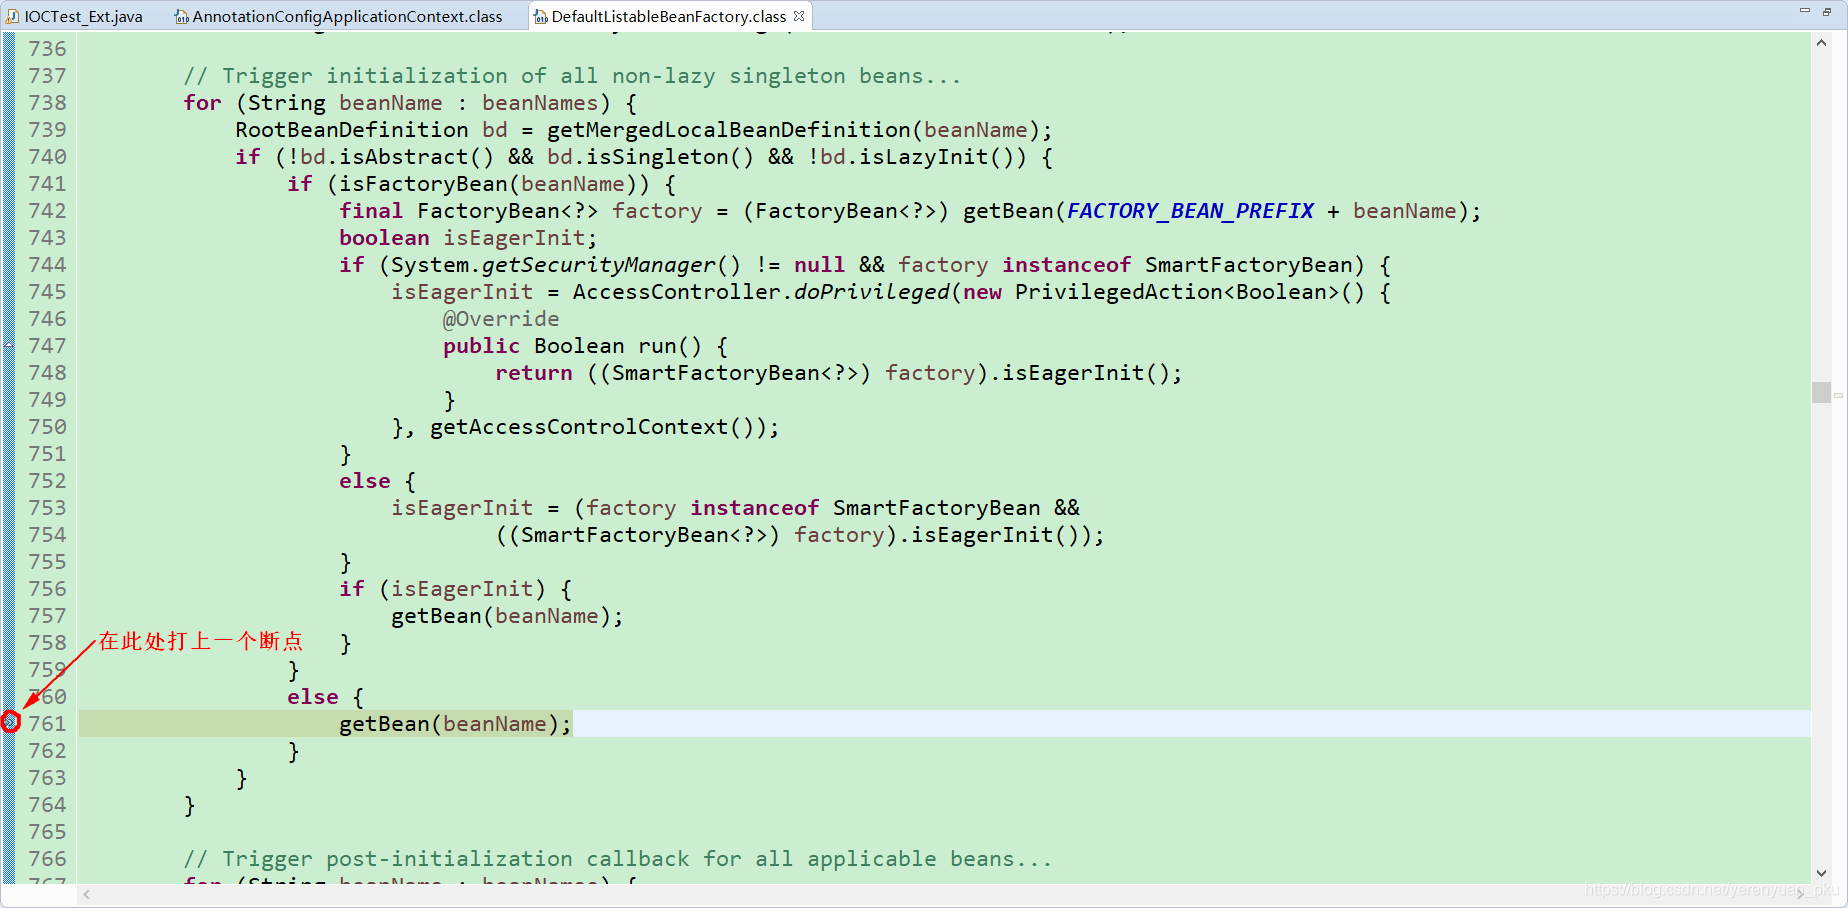 IOCTest_Ext.java AnnotationConfigApplicationContext.class DefaultListableBeanFactory.class
736
737 // Trigger initialization of all non-lazy singleton beans...
738 for (String beanName : beanNames) {
739 RootBeanDefinition bd = getMergedLocalBeanDefinition(beanName);
740 if (!bd.isAbstract() && bd.isSingleton() && !bd.isLazyInit()) {
741 if (isFactoryBean(beanName)) {
742 final FactoryBean<?> factory = (FactoryBean<?>) getBean(FACTORY_BEAN_PREFIX + beanName);
743 boolean isEagerInit;
744 if (System.getSecurityManager() != null && factory instanceof SmartFactoryBean) {
745 isEagerInit = AccessController.doPrivileged(new PrivilegedAction<Boolean>() {
746 @Override
747 public Boolean run() {
748 return ((SmartFactoryBean<?>) factory).isEagerInit();
749 }
750 }, getAccessControlContext());
751 }
752 else {
753 isEagerInit = (factory instanceof SmartFactoryBean &&
754 ((SmartFactoryBean<?>) factory).isEagerInit());
755 }
756 if (isEagerInit) {
757 getBean(beanName);
758 }
在此处打上一个断点
759 }
760 else {
761 getBean(beanName);
762 }
763 }
764 }
765
766 // Trigger post-initialization callback for all applicable beans...
767 for (String beanName : beanNames) {
https://blog.csdn.net/yerenyuan_pku